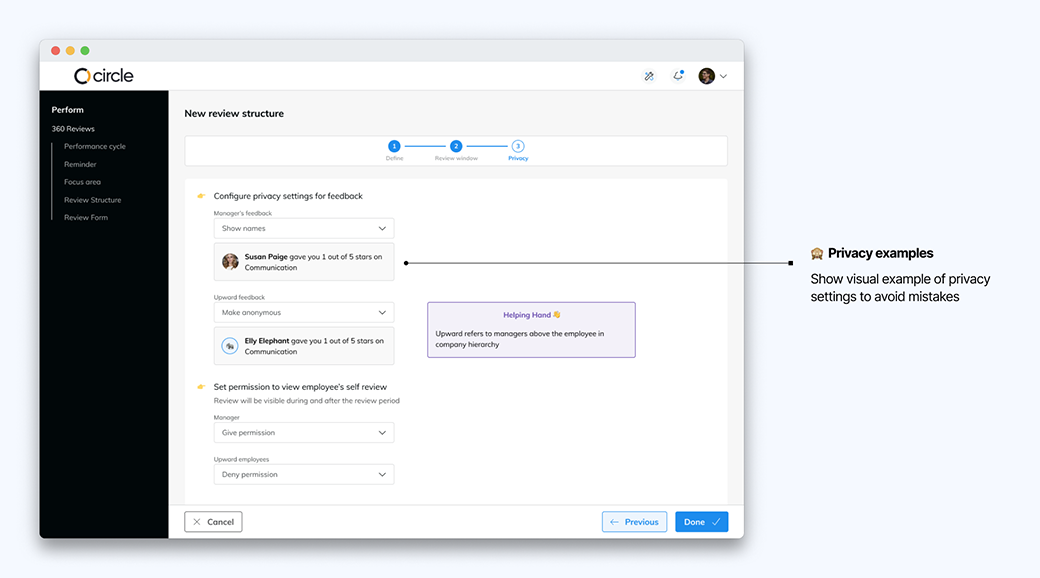 circle
Perform
360 Reviews
Performance cycle
Reminder
Focus area
Review Structure
Review Form
New review structure
1
2
3
Define
Review window
Privacy
Configure privacy settings for feedback
Manager's feedback
Show names
Susan Paige gave you 1 out of 5 stars on
Communication
Upward feedback
Make anonymous
Elly Elephant gave you 1 out of 5 stars on
Communication
Helping Hand 👋
Upward refers to managers above the employee in
company hierarchy
Set permission to view employee's self review
Review will be visible during and after the review period
Manager
Give permission
Upward employees
Deny permission
Cancel
Previous
Done
🙈 Privacy examples
Show visual example of privacy
settings to avoid mistakes